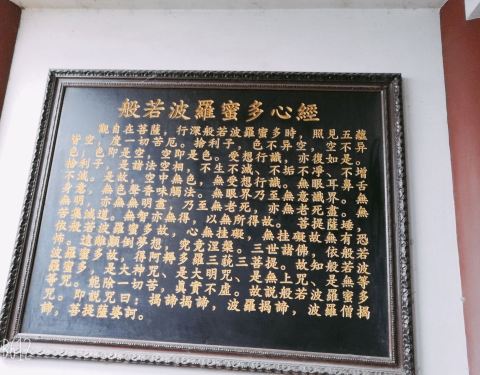 般若波羅蜜多心經
觀自在菩薩，行深般若波羅蜜多時，照見五蘊
皆空，度一切苦厄。捨利子，色不異空，空不異
色，色即是空，空即是色。受想行識，亦復如是。
捨利子，是諸法空相，不生不滅、不垢不凈、不增
不減。是故，空中無色，無受想行識。無眼耳鼻舌
身意，無色聲香味觸法。無眼界乃至無意識界。無
無明，亦無無明盡，乃至無老死，亦無老死盡。無
苦集滅道。無智亦無得，以無所得故。菩提薩埵，
依般若波羅蜜多故，心無挂礙，無挂礙故無有恐
怖。遠離顛倒夢想，究竟涅槃。三世諸佛，依般若
波羅蜜多故，得阿耨多羅三藐三菩提。故知般若波
羅蜜多，是大神咒、是大明咒、是無上咒、是無等
等咒。能除一切苦，真實不虛。故說般若波羅蜜多
咒。即說咒曰：揭諦揭諦，波羅揭諦，波羅僧揭
諦，菩提薩婆訶。